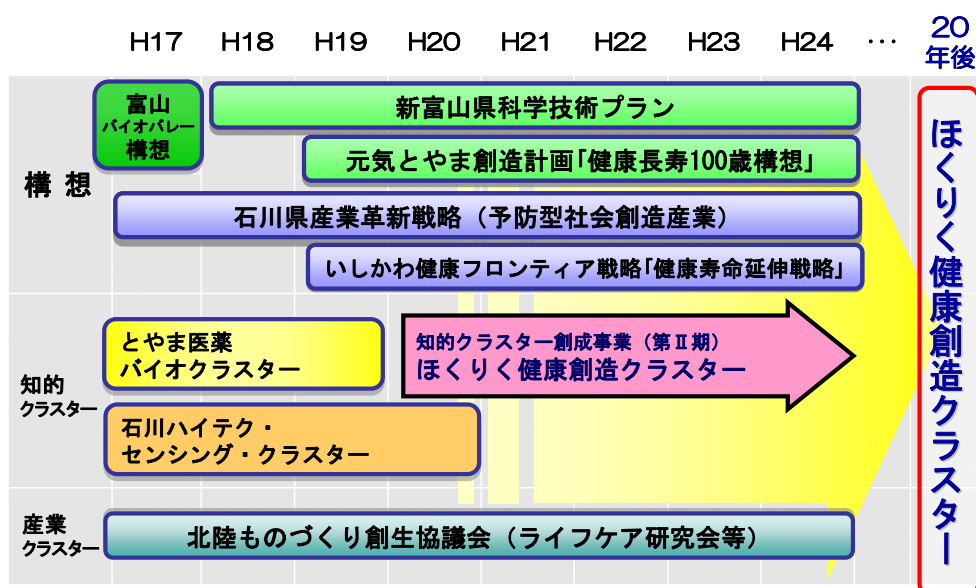 H17 H18 H19 H20 H21 H22 H23 H24 ･･･ 20
年後
富山
バイオバレー
構想
新富山県科学技術プラン
元気とやま創造計画｢健康長寿100歳構想｣
構 想
石川県産業革新戦略（予防型社会創造産業）
いしかわ健康フロンティア戦略｢健康寿命延伸戦略｣
とやま医薬
バイオクラスター
知的クラスター創成事業（第Ⅱ期）
ほくりく健康創造クラスター
知的
クラスター
石川ハイテク・
センシング・クラスター
産業
クラスター
北陸ものづくり創生協議会（ライフケア研究会等）
ほくりく健康創造クラスター